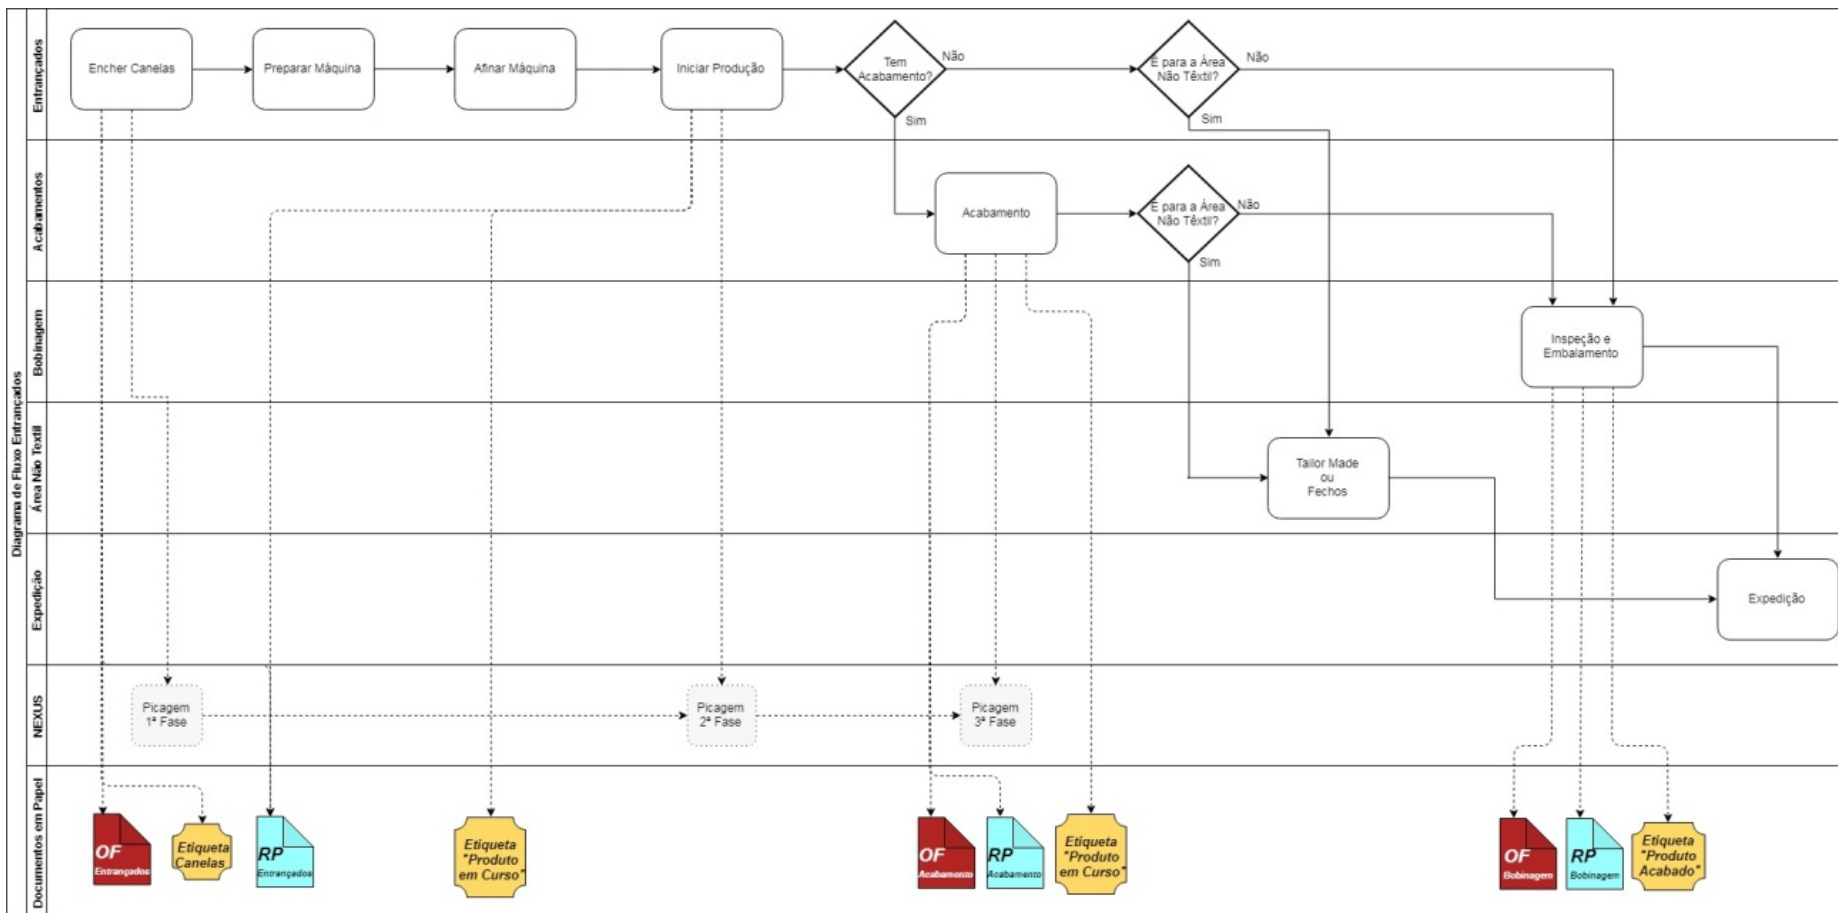 Diagrama de Fluxo Entrançados
Entrançados
Encher Canelas
Preparar Máquina
Afinar Máquina
Iniciar Produção
Tem
Acabamento?
Não
Sim
É para a Área
Não Têxtil?
Não
Sim
Acabamentos
Acabamento
É para a Área
Não Têxtil?
Não
Sim
Bobinagem
Inspeção e
Embalamento
Área Não Textil
Tailor Made
ou
Fechos
Expedição
Expedição
NEXUS
Picagem
1ª Fase
Picagem
2ª Fase
Picagem
3ª Fase
Documentos em Papel
OF
Entrançados
Etiqueta
Canelas
RP
Entrançados
Etiqueta
"Produto
em Curso"
OF
Acabamento
RP
Acabamento
Etiqueta
"Produto
em Curso"
OF
Bobinagem
RP
Bobinagem
Etiqueta
"Produto
Acabado"